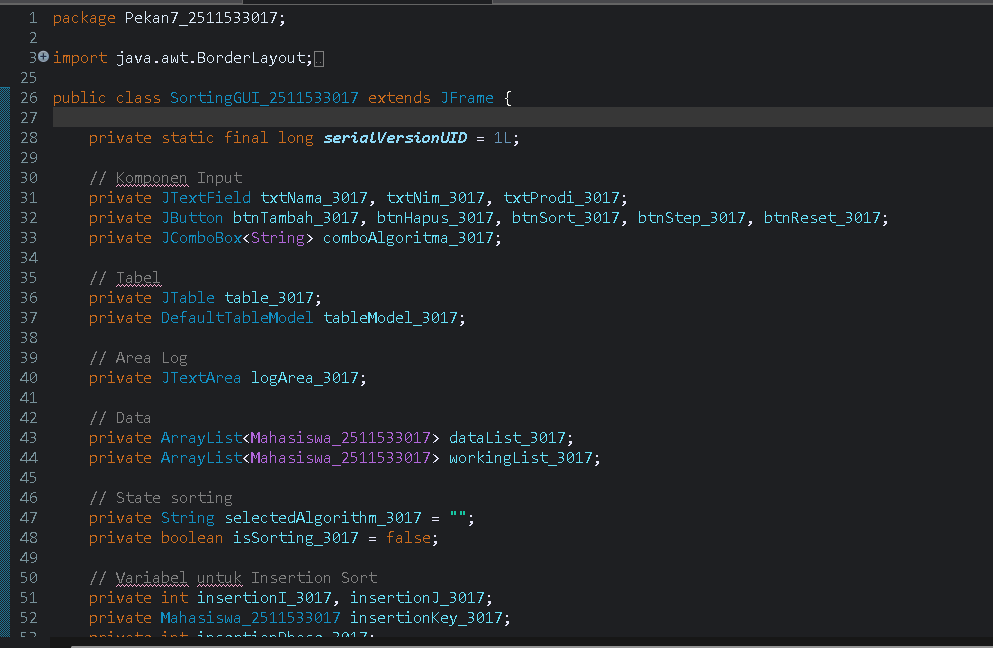 1 package Pekan7_2511533017;
2
3 import java.awt.BorderLayout;
25
26 public class SortingGUI_2511533017 extends JFrame {
27
28 private static final long serialVersionUID = 1L;
29
30 // Komponen Input
31 private JTextField txtNama_3017, txtNim_3017, txtProdi_3017;
32 private JButton btnTambah_3017, btnHapus_3017, btnSort_3017, btnStep_3017, btnReset_3017;
33 private JComboBox<String> comboAlgoritma_3017;
34
35 // Tabel
36 private JTable table_3017;
37 private DefaultTableModel tableModel_3017;
38
39 // Area Log
40 private JTextArea logArea_3017;
41
42 // Data
43 private ArrayList<Mahasiswa_2511533017> dataList_3017;
44 private ArrayList<Mahasiswa_2511533017> workingList_3017;
45
46 // State sorting
47 private String selectedAlgorithm_3017 = "";
48 private boolean isSorting_3017 = false;
49
50 // Variabel untuk Insertion Sort
51 private int insertionI_3017, insertionJ_3017;
52 private Mahasiswa_2511533017 insertionKey_3017;
53 private int insertionPhase_3017;